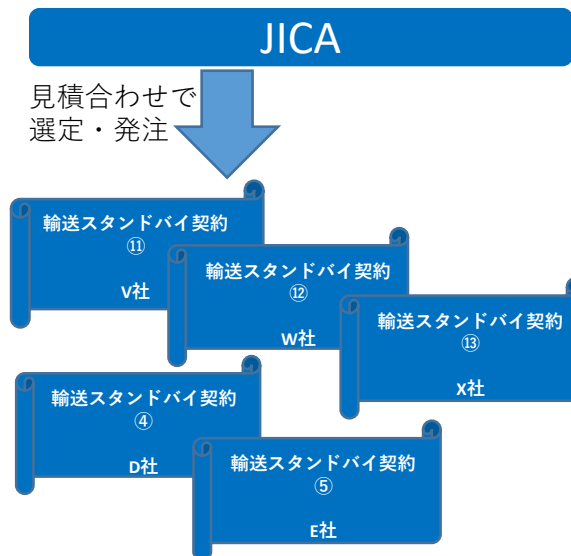 JICA
見積合わせで
選定・発注
輸送スタンドバイ契約
⑪
V社
輸送スタンドバイ契約
⑫
W社
輸送スタンドバイ契約
⑬
X社
輸送スタンドバイ契約
④
D社
輸送スタンドバイ契約
⑤
E社